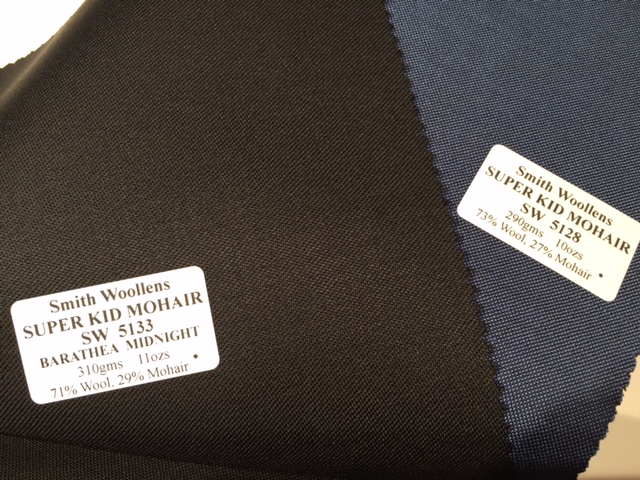 Smith Woollens
SUPER KID MOHAIR
SW 5133
BARATHEA MIDNIGHT
310gms 11ozs
71% Wool, 29% Mohair
Smith Woollens
SUPER KID MOHAIR
SW 5128
290gms 10ozs
73% Wool, 27% Mohair